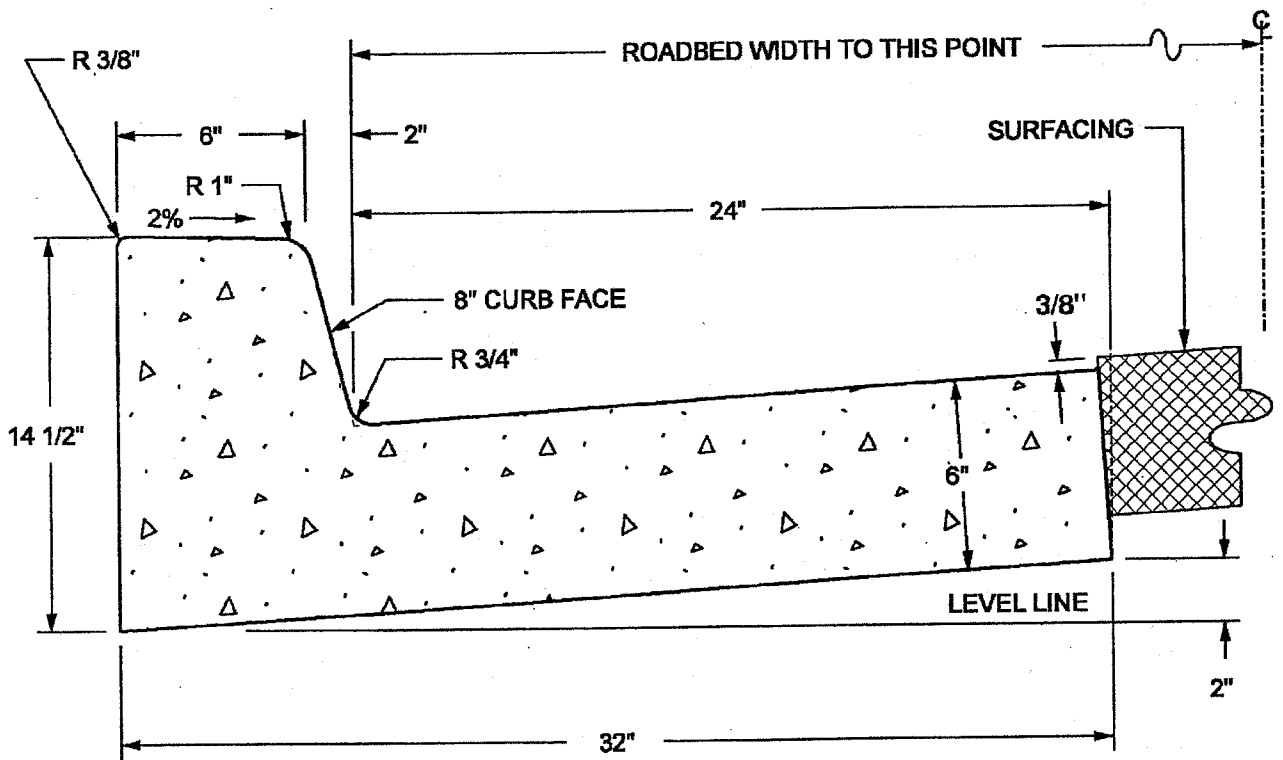 ℄
ROADBED WIDTH TO THIS POINT
R 3/8"
6"
2"
SURFACING
R 1"
2%
24"
8" CURB FACE
3/8"
R 3/4"
14 1/2"
6"
LEVEL LINE
2"
32"